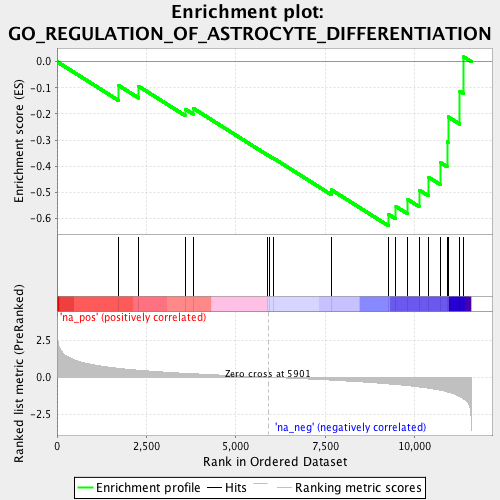 Enrichment plot:
GO_REGULATION_OF_ASTROCYTE_DIFFERENTIATION
Enrichment score (ES)
0.0
-0.1
-0.2
-0.3
-0.4
-0.5
-0.6
'na_pos' (positively correlated)
Ranked list metric (PreRanked)
2.5
0.0
-2.5
Zero cross at 5901
'na_neg' (negatively correlated)
0
2,500
5,000
7,500
10,000
Rank in Ordered Dataset
Enrichment profile
Hits
Ranking metric scores